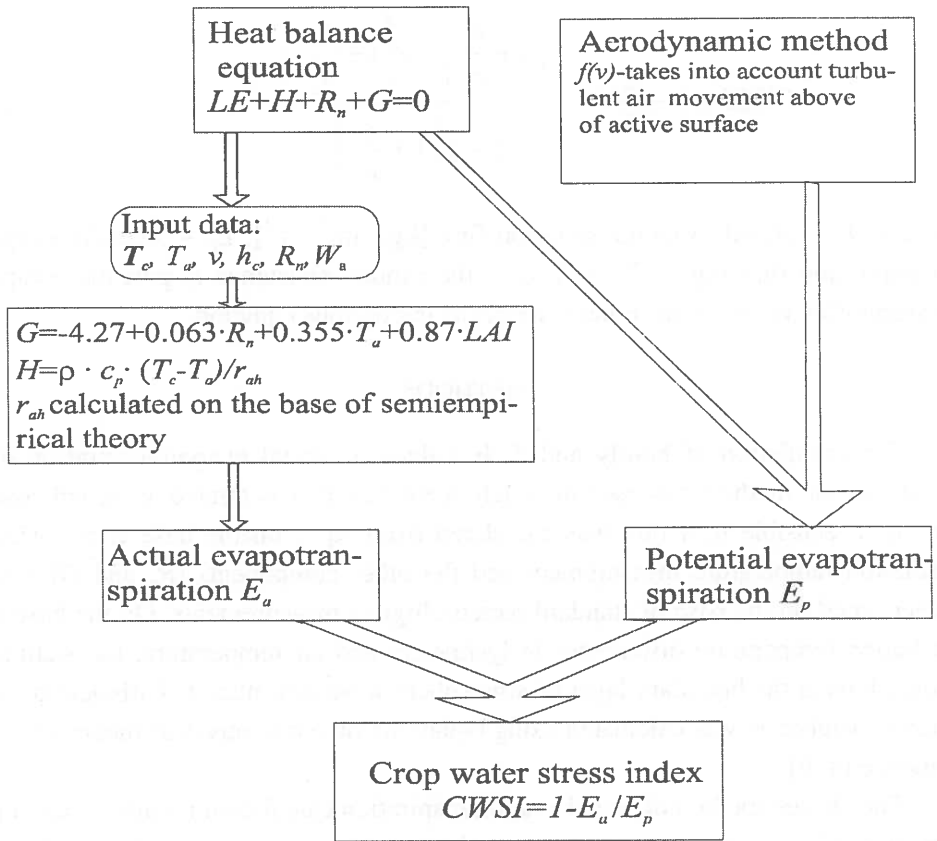 Heat balance
equation
LE+H+Rₙ+G=0
Aerodynamic method
f(v)-takes into account turbu-
lent air movement above
of active surface
Input data:
T_c, T_a, v, h_c, R_n, W_a
G=-4.27+0.063·R_n+0.355·T_a+0.87·LAI
H=ρ · c_p· (T_c-T_a)/r_ah
r_ah calculated on the base of semiempi-
rical theory
Actual evapotran-
spiration E_a
Potential evapotran-
spiration E_p
Crop water stress index
CWSI=1-E_a/E_p